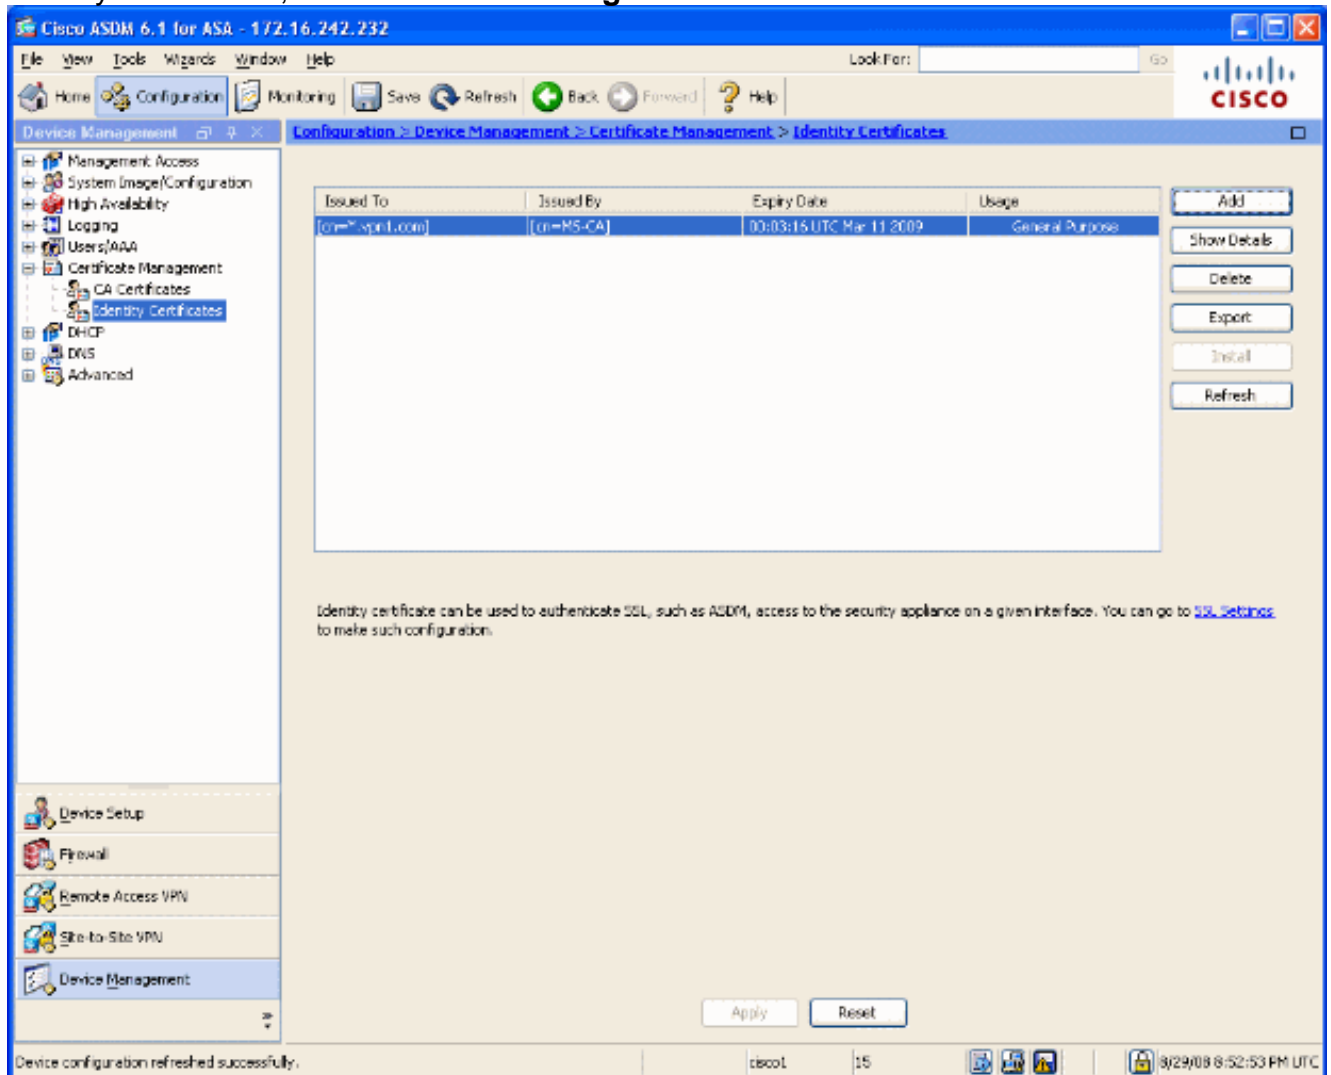 Cisco ASDM 6.1 for ASA - 172.16.242.232
File View Tools Wizards Window Help Look For: Go
Home Configuration Monitoring Save Refresh Back Forward Help
CISCO
Device Management
Configuration > Device Management > Certificate Management > Identity Certificates
Management Access
System Image/Configuration
High Availability
Logging
Users/AAA
Certificate Management
CA Certificates
Identity Certificates
DHCP
DNS
Advanced
Issued To Issued By Expiry Date Usage
[cn=*.vpn1.com] [cn=MS-CA] 00:03:16 UTC Mar 11 2009 General Purpose
Add
Show Details
Delete
Export
Install
Refresh
Identity certificate can be used to authenticate SSL, such as ASDM, access to the security appliance on a given interface. You can go to SSL Settings
to make such configuration.
Device Setup
Firewall
Remote Access VPN
Site-to-Site VPN
Device Management
Apply Reset
Device configuration refreshed successfully. cisco1 15 8/29/08 8:52:53 PM UTC